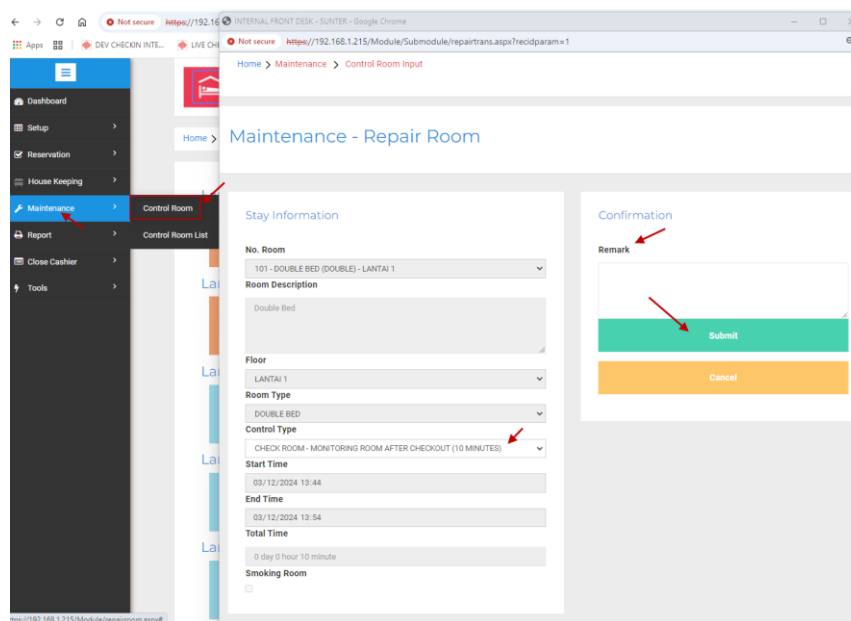 INTERNAL FRONT DESK - SUNTER - Google Chrome
Not secure https://192.16
Not secure https://192.168.1.215/Module/Submodule/repairtrans.aspx?recidparam=1
Apps
DEV CHECKIN INTE...
LIVE CHE
Home > Maintenance > Control Room Input
Dashboard
Setup
Reservation
House Keeping
Maintenance
Report
Close Cashier
Tools
Control Room
Control Room List
Home >
Lai
Lai
Lai
Lai
Maintenance - Repair Room
Stay Information
No. Room
101 - DOUBLE BED (DOUBLE) - LANTAI 1
Room Description
Double Bed
Floor
LANTAI 1
Room Type
DOUBLE BED
Control Type
CHECK ROOM - MONITORING ROOM AFTER CHECKOUT (10 MINUTES)
Start Time
03/12/2024 13:44
End Time
03/12/2024 13:54
Total Time
0 day 0 hour 10 minute
Smoking Room
Confirmation
Remark
Submit
Cancel
ttps://192.168.1.215/Module/repairroom.aspx#